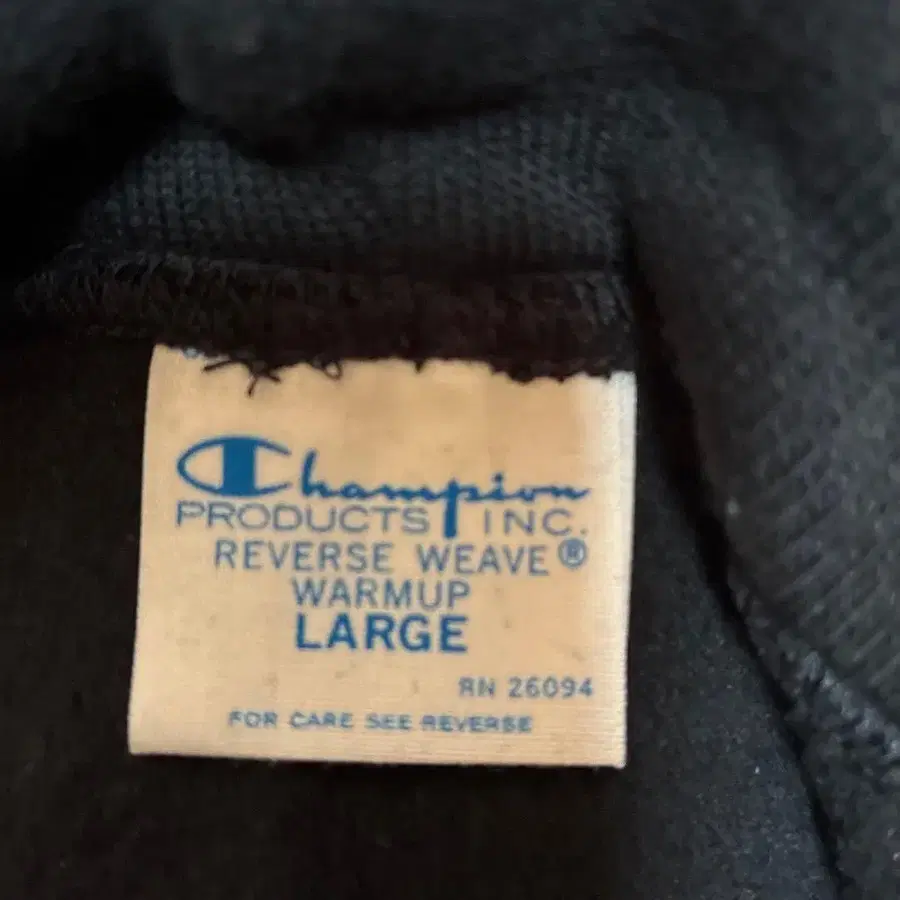 Champion
PRODUCTS INC.
REVERSE WEAVE®
WARMUP
LARGE
RN 26094
FOR CARE SEE REVERSE